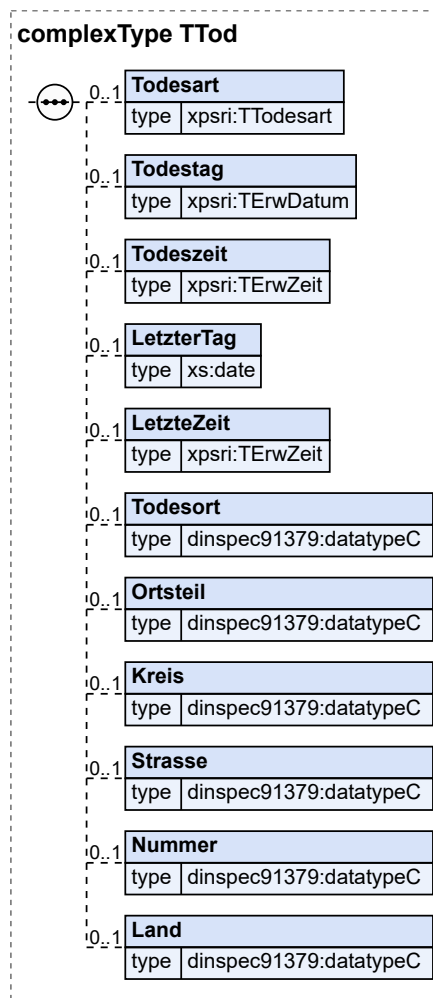 complexType TTod
0..1 Todesart
type xpsri:TTodesart
0..1 Todestag
type xpsri:TErwDatum
0..1 Todeszeit
type xpsri:TErwZeit
0..1 LetzterTag
type xs:date
0..1 LetzteZeit
type xpsri:TErwZeit
0..1 Todesort
type dinspec91379:datatypeC
0..1 Ortsteil
type dinspec91379:datatypeC
0..1 Kreis
type dinspec91379:datatypeC
0..1 Strasse
type dinspec91379:datatypeC
0..1 Nummer
type dinspec91379:datatypeC
0..1 Land
type dinspec91379:datatypeC